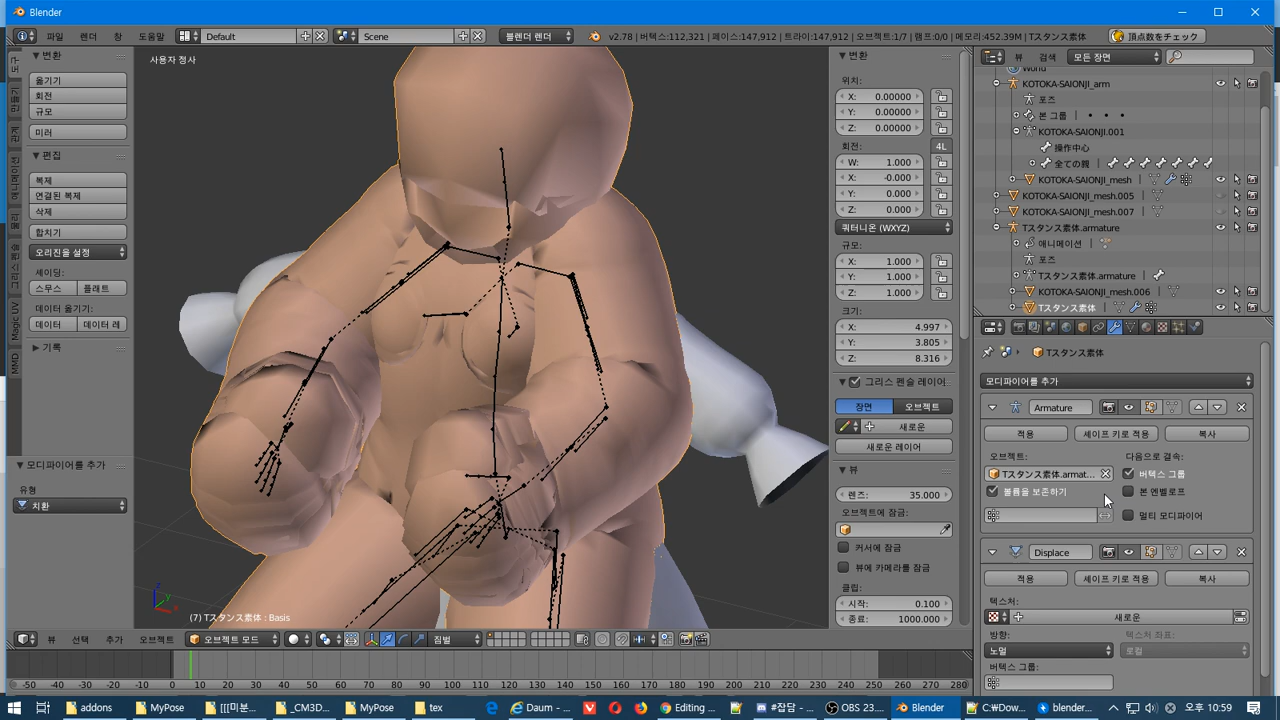 Blender
파일 렌더 창 도움말 Default Scene 블렌더 렌더 v2.78 | 버텍스:112,321 | 페이스:147,912 | 트라이:147,912 | 오브젝트:1/7 | 램프:0/0 | 메모리:452.39M | Tスタンス素体 頂点数をチェック
변환
옮기기
회전
규모
미러
편집
복제
연결된 복제
삭제
합치기
오리진을 설정
셰이딩:
스무스 플래트
데이터 옮기기:
데이터 데이터 레
기록
Magic UV
MMD
모디파이어를 추가
유형
치환
사용자 정사
(7) Tスタンス素体 : Basis
뷰 선택 추가 오브젝트 오브젝트 모드 짐벌
변환
위치:
X: 0.00000
Y: 0.00000
Z: 0.00000
회전: 4L
W: 1.000
X: -0.000
Y: 0.000
Z: 0.000
쿼터니온 (WXYZ)
규모:
X: 1.000
Y: 1.000
Z: 1.000
크기:
X: 4.997
Y: 3.805
Z: 8.316
그리스 펜슬 레이어
장면 오브젝트
새로운
새로운 레이어
뷰
렌즈: 35.000
오브젝트에 잠금:
커서에 잠금
뷰에 카메라를 잠금
클립:
시작: 0.100
종료: 1000.000
뷰 검색 모든 장면
World
KOTOKA-SAIONJI_arm
포즈
본 그룹
KOTOKA-SAIONJI.001
操作中心
全ての親
KOTOKA-SAIONJI_mesh
KOTOKA-SAIONJI_mesh.005
KOTOKA-SAIONJI_mesh.007
Tスタンス素体.armature
애니메이션
포즈
Tスタンス素体.armature
KOTOKA-SAIONJI_mesh.006
Tスタンス素体
Tスタンス素体
모디파이어를 추가
Armature
적용 셰이프 키로 적용 복사
오브젝트: 다음으로 결속:
Tスタンス素体.armat... 버텍스 그룹
볼륨을 보존하기 본 엔벨로프
멀티 모디파이어
Displace
적용 셰이프 키로 적용 복사
텍스처:
새로운
방향: 텍스처 좌표:
노멀 로컬
버텍스 그룹:
-50 -40 -30 -20 -10 0 10 20 30 40 50 60 70 80 90 100 110 120 130 140 150 160 170 180 190 200 210 220 230 240 250 260 270 280
addons MyPose [[[미분... _CM3D... MyPose tex Daum - ... Editing ... #잡담 - ... OBS 23.... Blender C:₩Dow... blender... 오후 10:59